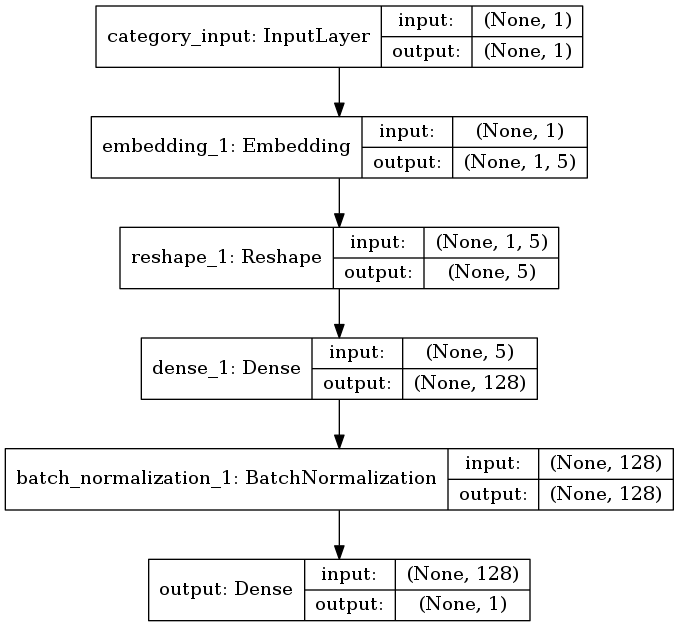 category_input: InputLayer
input:
(None, 1)
output:
(None, 1)
embedding_1: Embedding
input:
(None, 1)
output:
(None, 1, 5)
reshape_1: Reshape
input:
(None, 1, 5)
output:
(None, 5)
dense_1: Dense
input:
(None, 5)
output:
(None, 128)
batch_normalization_1: BatchNormalization
input:
(None, 128)
output:
(None, 128)
output: Dense
input:
(None, 128)
output:
(None, 1)